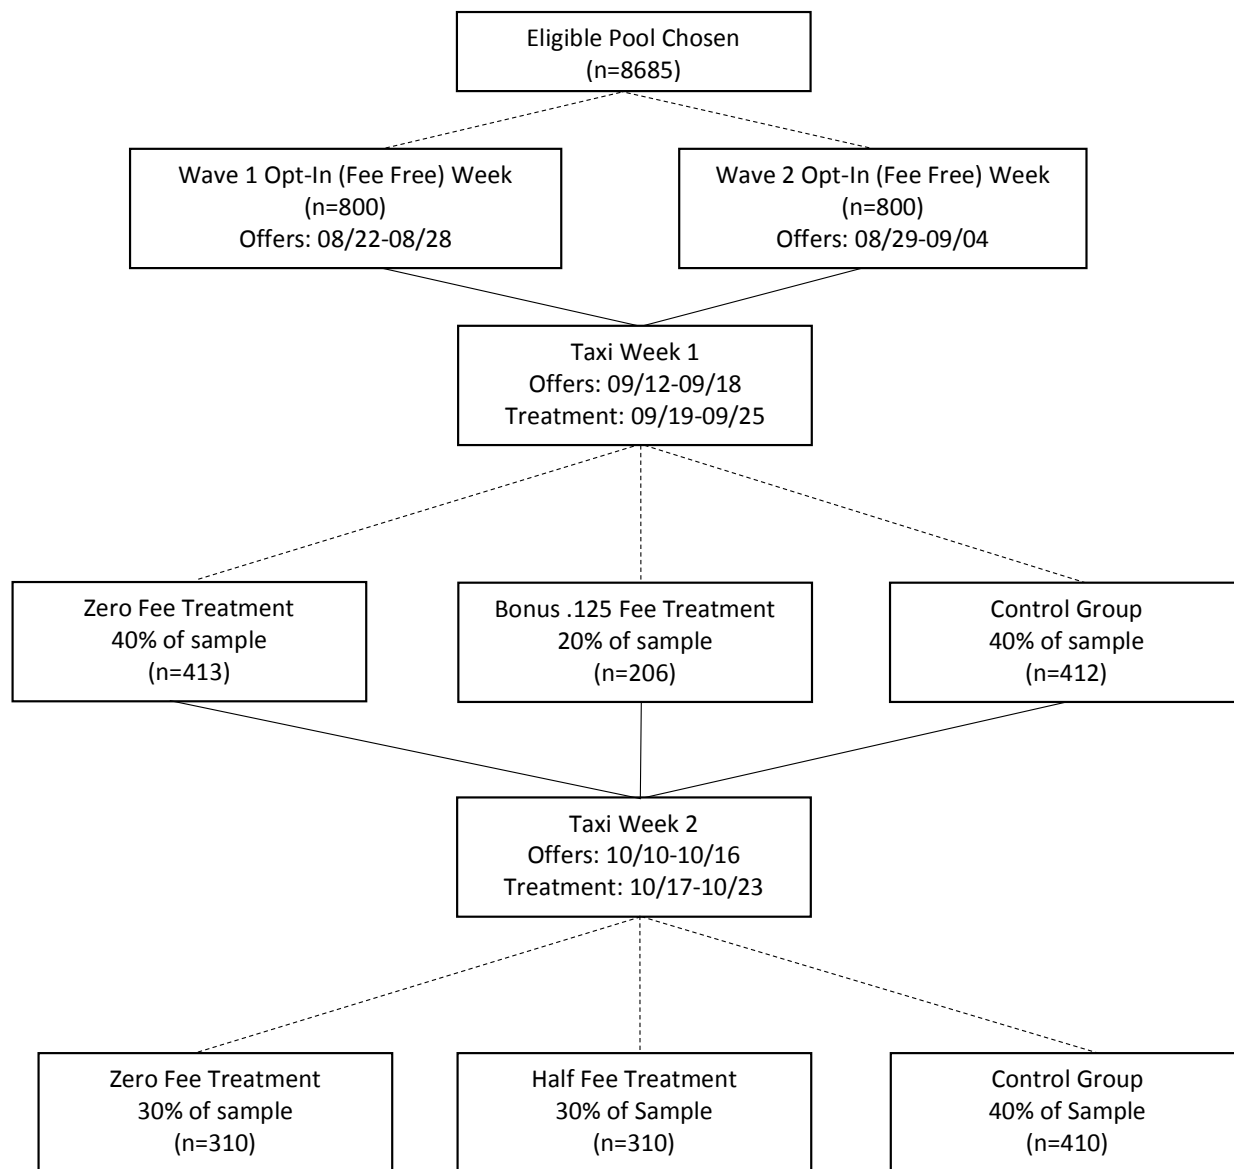 Eligible Pool Chosen
(n=8685)
Wave 1 Opt-In (Fee Free) Week
(n=800)
Offers: 08/22-08/28
Wave 2 Opt-In (Fee Free) Week
(n=800)
Offers: 08/29-09/04
Taxi Week 1
Offers: 09/12-09/18
Treatment: 09/19-09/25
Zero Fee Treatment
40% of sample
(n=413)
Bonus .125 Fee Treatment
20% of sample
(n=206)
Control Group
40% of sample
(n=412)
Taxi Week 2
Offers: 10/10-10/16
Treatment: 10/17-10/23
Zero Fee Treatment
30% of sample
(n=310)
Half Fee Treatment
30% of Sample
(n=310)
Control Group
40% of Sample
(n=410)